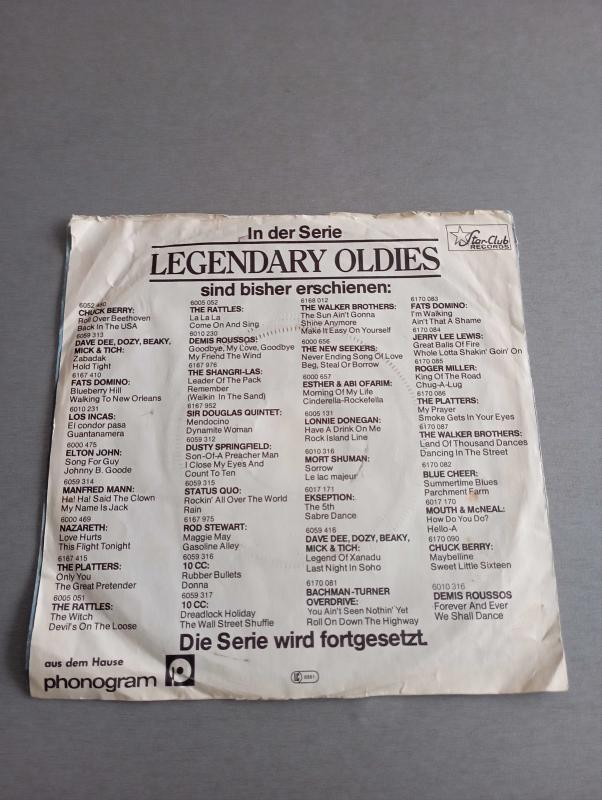 In der Serie
LEGENDARY OLDIES
sind bisher erschienen:
Star-Club
RECORDS
6052 490
CHUCK BERRY:
Roll Over Beethoven
Back In The USA
6059 313
DAVE DEE, DOZY, BEAKY,
MICK & TICH:
Zabadak
Hold Tight
6167 410
FATS DOMINO:
Blueberry Hill
Walking To New Orleans
6010 231
LOS INCAS:
El condor pasa
Guantanamera
6000 475
ELTON JOHN:
Song For Guy
Johnny B. Goode
6059 314
MANFRED MANN:
Ha! Ha! Said The Clown
My Name Is Jack
6000 469
NAZARETH:
Love Hurts
This Flight Tonight
6167 415
THE PLATTERS:
Only You
The Great Pretender
6005 051
THE RATTLES:
The Witch
Devil's On The Loose
6005 052
THE RATTLES:
La La La
Come On And Sing
6010 230
DEMIS ROUSSOS:
Goodbye, My Love, Goodbye
My Friend The Wind
6167 976
THE SHANGRI-LAS:
Leader Of The Pack
Remember
(Walkin In The Sand)
6167 952
SIR DOUGLAS QUINTET:
Mendocino
Dynamite Woman
6059 312
DUSTY SPRINGFIELD:
Son-Of-A Preacher Man
I Close My Eyes And
Count To Ten
6059 315
STATUS QUO:
Rockin' All Over The World
Rain
6167 975
ROD STEWART:
Maggie May
Gasoline Alley
6059 316
10 CC:
Rubber Bullets
Donna
6059 317
10 CC:
Dreadlock Holiday
The Wall Street Shuffle
6168 012
THE WALKER BROTHERS:
The Sun Ain't Gonna
Shine Anymore
Make It Easy On Yourself
6000 656
THE NEW SEEKERS:
Never Ending Song Of Love
Beg, Steal Or Borrow
6000 657
ESTHER & ABI OFARIM:
Morning Of My Life
Cinderella-Rockefella
6005 131
LONNIE DONEGAN:
Have A Drink On Me
Rock Island Line
6010 316
MORT SHUMAN:
Sorrow
Le lac majeur
6017 171
EKSEPTION:
The 5th
Sabre Dance
6059 416
DAVE DEE, DOZY, BEAKY,
MICK & TICH:
Legend Of Xanadu
Last Night In Soho
6170 081
BACHMAN-TURNER
OVERDRIVE:
You Ain't Seen Nothin' Yet
Roll On Down The Highway
6170 083
FATS DOMINO:
I'm Walking
Ain't That A Shame
6170 084
JERRY LEE LEWIS:
Great Balls Of Fire
Whole Lotta Shakin' Goin' On
6170 085
ROGER MILLER:
King Of The Road
Chug-A-Lug
6170 086
THE PLATTERS:
My Prayer
Smoke Gets In Your Eyes
6170 087
THE WALKER BROTHERS:
Land Of Thousand Dances
Dancing In The Street
6170 082
BLUE CHEER:
Summertime Blues
Parchment Farm
6017 170
MOUTH & McNEAL:
How Do You Do?
Hello-A
6170 090
CHUCK BERRY:
Maybelline
Sweet Little Sixteen
6010 316
DEMIS ROUSSOS
Forever And Ever
We Shall Dance
Die Serie wird fortgesetzt.
aus dem Hause
phonogram